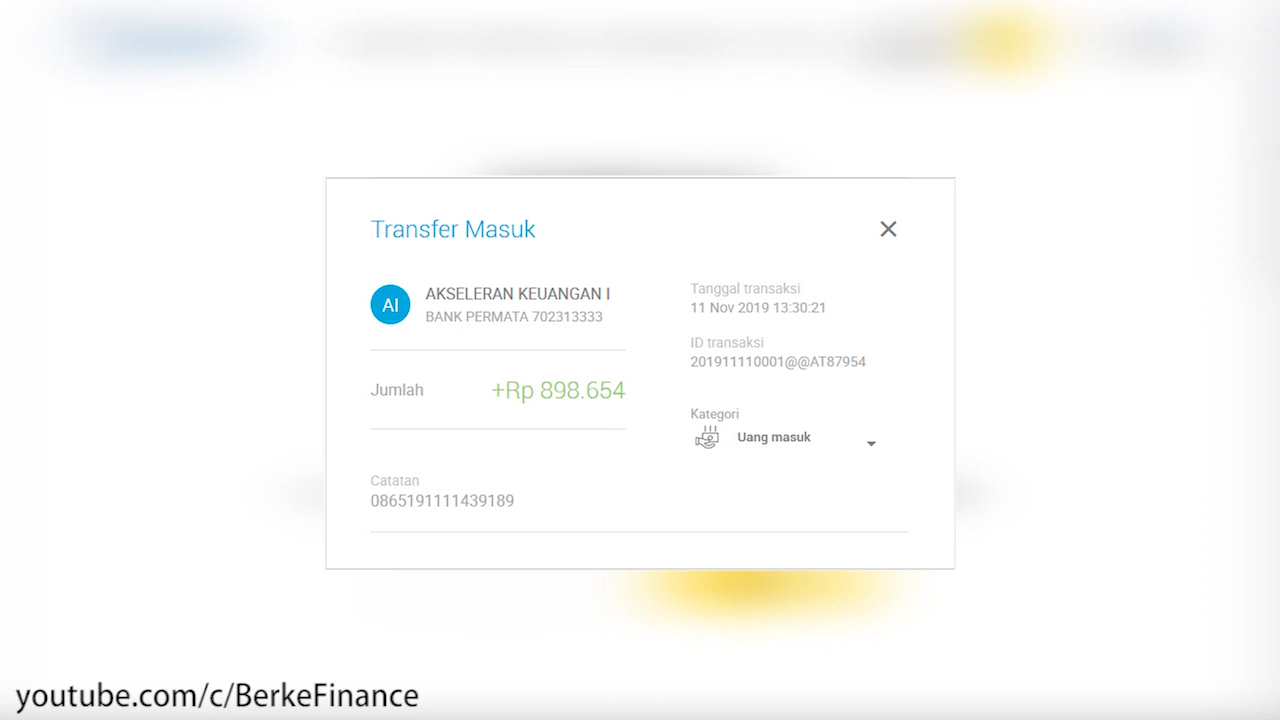 Transfer Masuk
AI
AKSELERAN KEUANGAN I
BANK PERMATA 702313333
Jumlah
+Rp 898.654
Catatan
0865191111439189
Tanggal transaksi
11 Nov 2019 13:30:21
ID transaksi
201911110001@@AT87954
Kategori
Uang masuk
youtube.com/c/BerkeFinance